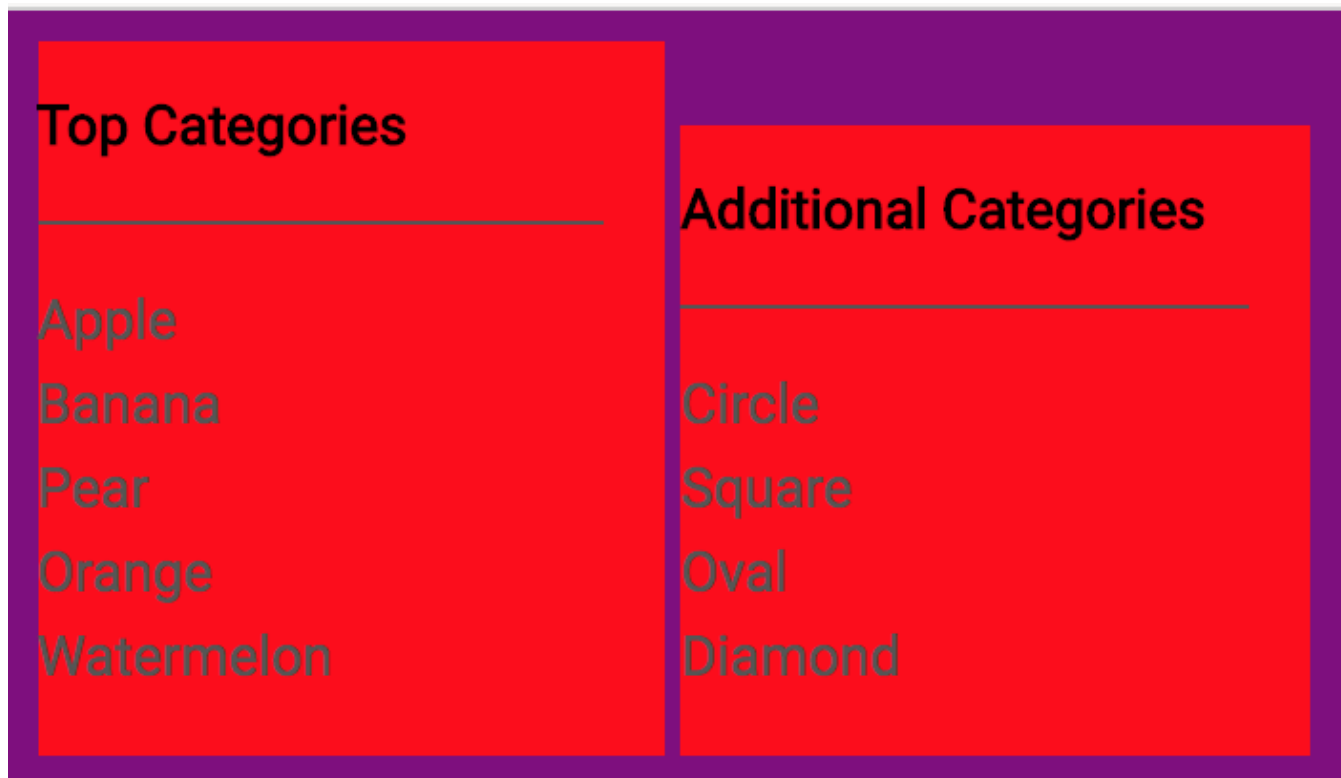 Top Categories
Apple
Banana
Pear
Orange
Watermelon
Additional Categories
Circle
Square
Oval
Diamond